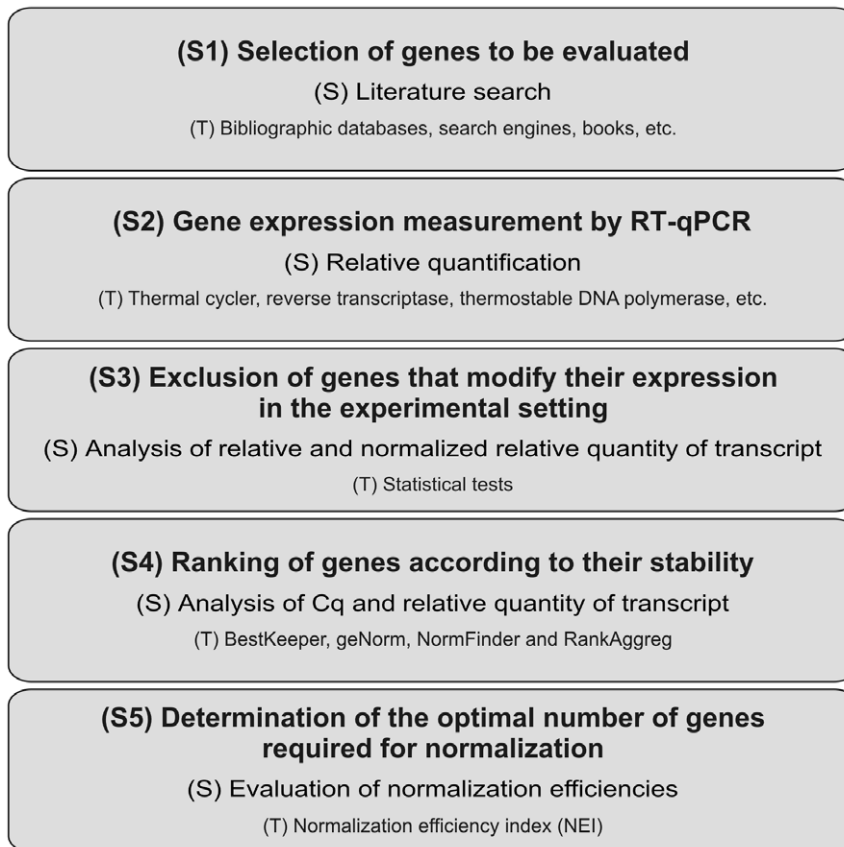 (S1) Selection of genes to be evaluated
(S) Literature search
(T) Bibliographic databases, search engines, books, etc.
(S2) Gene expression measurement by RT-qPCR
(S) Relative quantification
(T) Thermal cycler, reverse transcriptase, thermostable DNA polymerase, etc.
(S3) Exclusion of genes that modify their expression
in the experimental setting
(S) Analysis of relative and normalized relative quantity of transcript
(T) Statistical tests
(S4) Ranking of genes according to their stability
(S) Analysis of Cq and relative quantity of transcript
(T) BestKeeper, geNorm, NormFinder and RankAggreg
(S5) Determination of the optimal number of genes
required for normalization
(S) Evaluation of normalization efficiencies
(T) Normalization efficiency index (NEI)